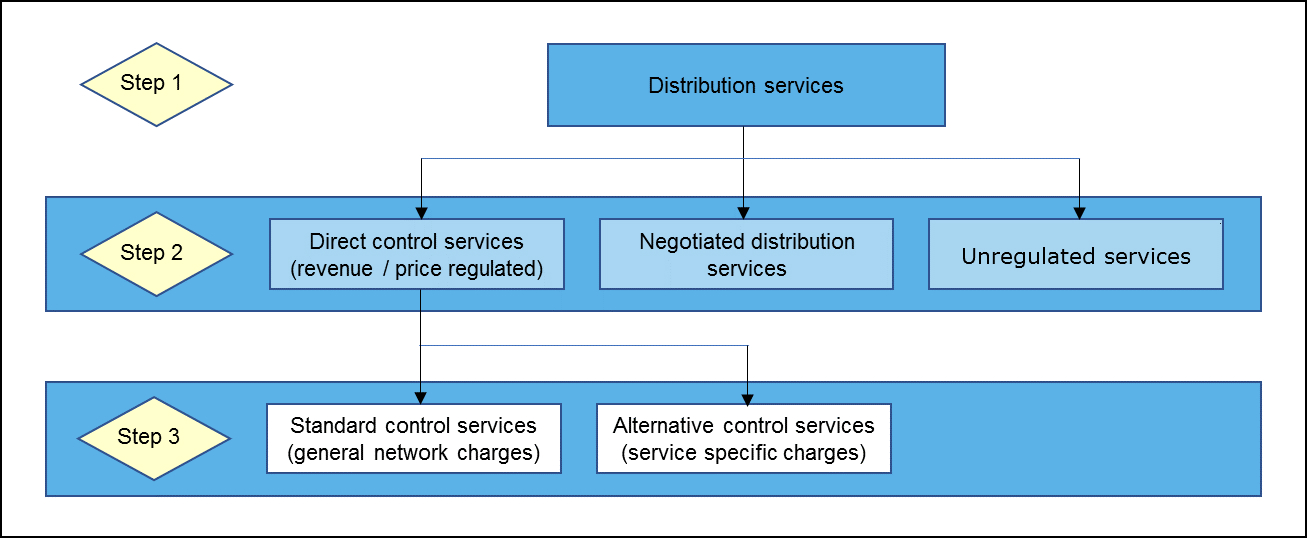 Step 1
Distribution services
Step 2
Direct control services
(revenue / price regulated)
Negotiated distribution
services
Unregulated services
Step 3
Standard control services
(general network charges)
Alternative control services
(service specific charges)